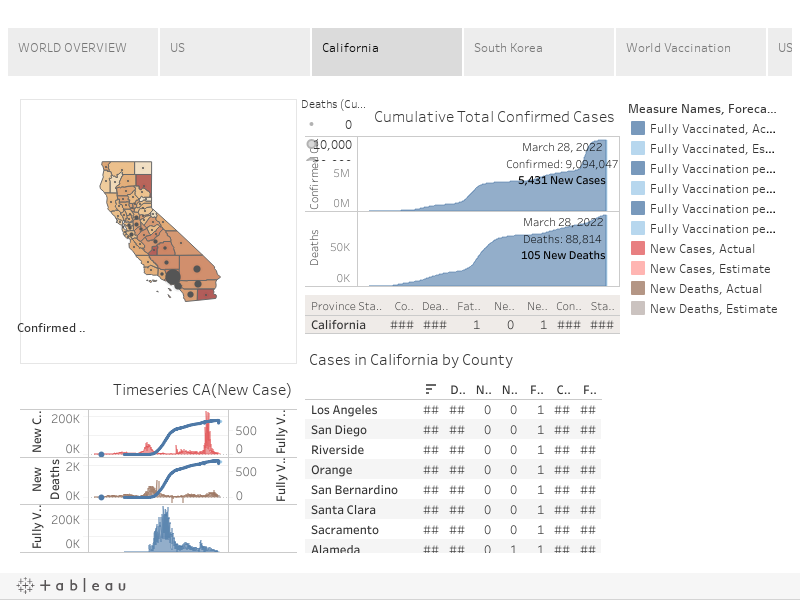 WORLD OVERVIEW
US
California
South Korea
World Vaccination
US
Deaths (Cu...
0
10,000
Cumulative Total Confirmed Cases
Confirmed C
5M
0M
March 28, 2022
Confirmed: 9,094,047
5,431 New Cases
Deaths
50K
0K
March 28, 2022
Deaths: 88,814
105 New Deaths
Province Sta.. Co.. Dea.. Fat.. Ne.. Ne.. Con.. Sta..
California ### ### 1 0 1 ### ###
Measure Names, Foreca...
Fully Vaccinated, Ac...
Fully Vaccinated, Es...
Fully Vaccination pe...
Fully Vaccination pe...
Fully Vaccination pe...
Fully Vaccination pe...
New Cases, Actual
New Cases, Estimate
New Deaths, Actual
New Deaths, Estimate
Confirmed ..
Cases in California by County
D.. N.. N.. F.. C.. F..
Los Angeles ## ## 0 0 1 ## ##
San Diego ## ## 0 0 1 ## ##
Riverside ## ## 0 0 1 ## ##
Orange ## ## 0 0 1 ## ##
San Bernardino ## ## 0 0 1 ## ##
Santa Clara ## ## 0 0 1 ## ##
Sacramento ## ## 0 0 1 ## ##
Alameda ## ## 0 1 1 ## ##
Timeseries CA(New Case)
New C..
200K
0K
500
0
Fully V..
New Deaths
2K
0K
500
0
Fully V..
Fully V..
200K
0K
+ableau